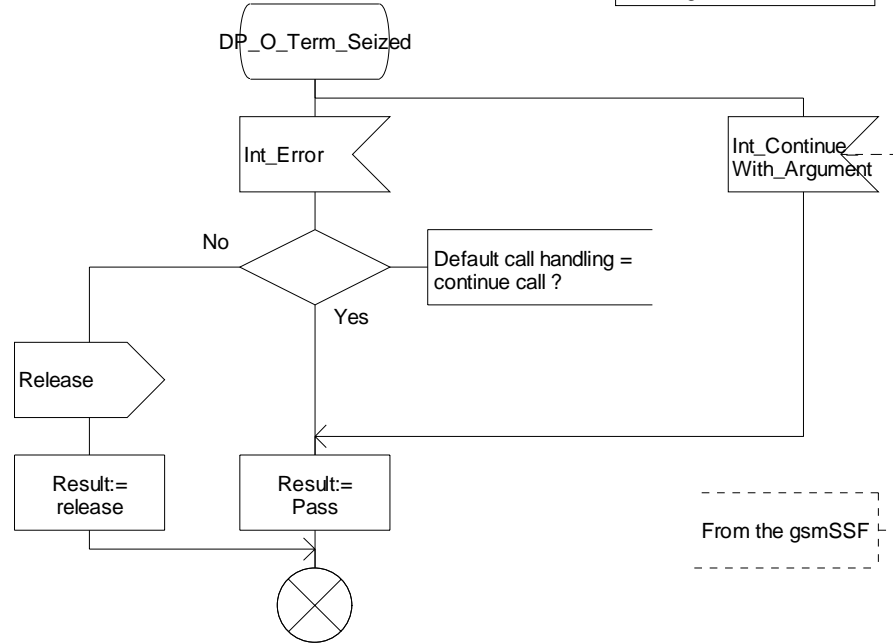 DP_O_Term_Seized
Int_Error
Int_Continue_
With_Argument
No
Default call handling =
continue call ?
Yes
Release
Result:=
release
Result:=
Pass
From the gsmSSF